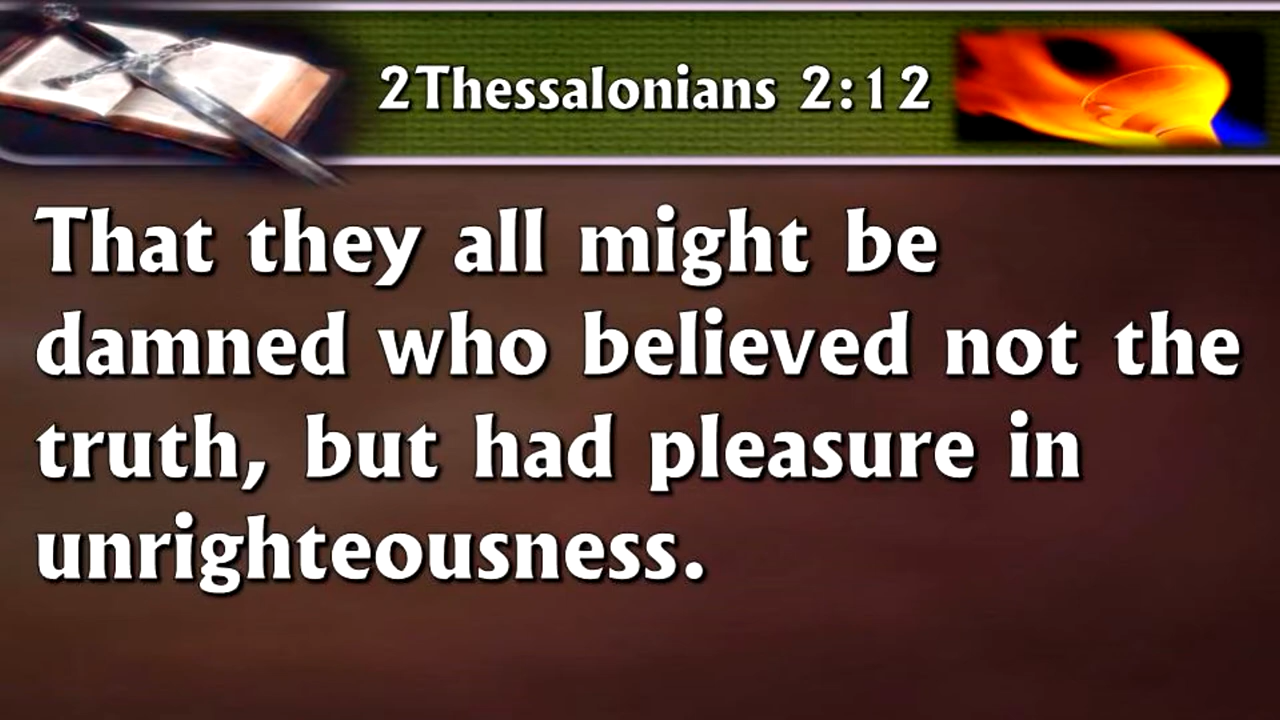 2Thessalonians 2:12
That they all might be
damned who believed not the
truth, but had pleasure in
unrighteousness.